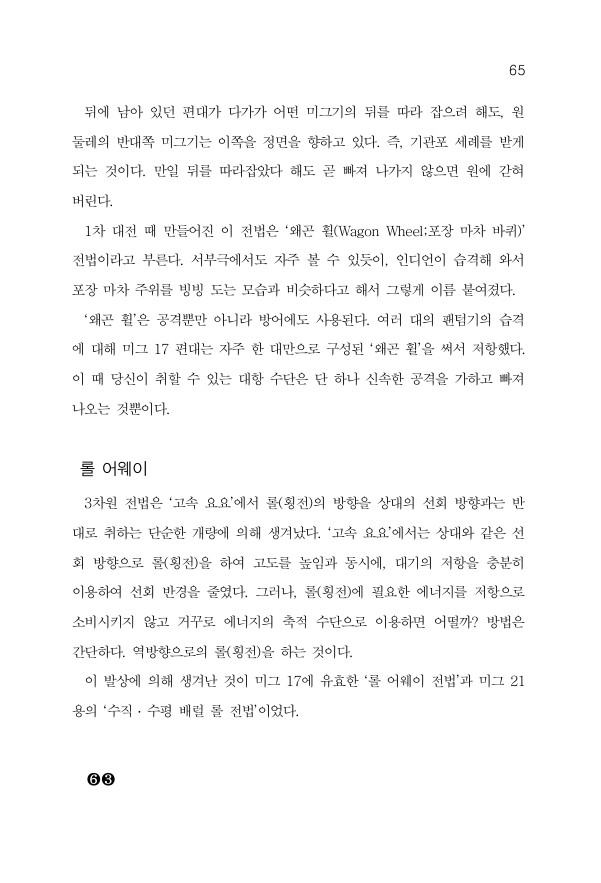 65
뒤에 남아 있던 편대가 다가가 어떤 미그기의 뒤를 따라 잡으려 해도, 원
둘레의 반대쪽 미그기는 이쪽을 정면을 향하고 있다. 즉, 기관포 세례를 받게
되는 것이다. 만일 뒤를 따라잡았다 해도 곧 빠져 나가지 않으면 원에 갇혀
버린다.
1차 대전 때 만들어진 이 전법은 ‘왜곤 휠(Wagon Wheel;포장 마차 바퀴)’
전법이라고 부른다. 서부극에서도 자주 볼 수 있듯이, 인디언이 습격해 와서
포장 마차 주위를 빙빙 도는 모습과 비슷하다고 해서 그렇게 이름 붙여졌다.
‘왜곤 휠’은 공격뿐만 아니라 방어에도 사용된다. 여러 대의 팬텀기의 습격
에 대해 미그 17 편대는 자주 한 대만으로 구성된 ‘왜곤 휠’을 써서 저항했다.
이 때 당신이 취할 수 있는 대항 수단은 단 하나 신속한 공격을 가하고 빠져
나오는 것뿐이다.
롤 어웨이
3차원 전법은 ‘고속 요요’에서 롤(횡전)의 방향을 상대의 선회 방향과는 반
대로 취하는 단순한 개량에 의해 생겨났다. ‘고속 요요’에서는 상대와 같은 선
회 방향으로 롤(횡전)을 하여 고도를 높임과 동시에, 대기의 저항을 충분히
이용하여 선회 반경을 줄였다. 그러나, 롤(횡전)에 필요한 에너지를 저항으로
소비시키지 않고 거꾸로 에너지의 축적 수단으로 이용하면 어떨까? 방법은
간단하다. 역방향으로의 롤(횡전)을 하는 것이다.
이 발상에 의해 생겨난 것이 미그 17에 유효한 ‘롤 어웨이 전법’과 미그 21
용의 ‘수직 · 수평 배럴 롤 전법’이었다.
❻❸